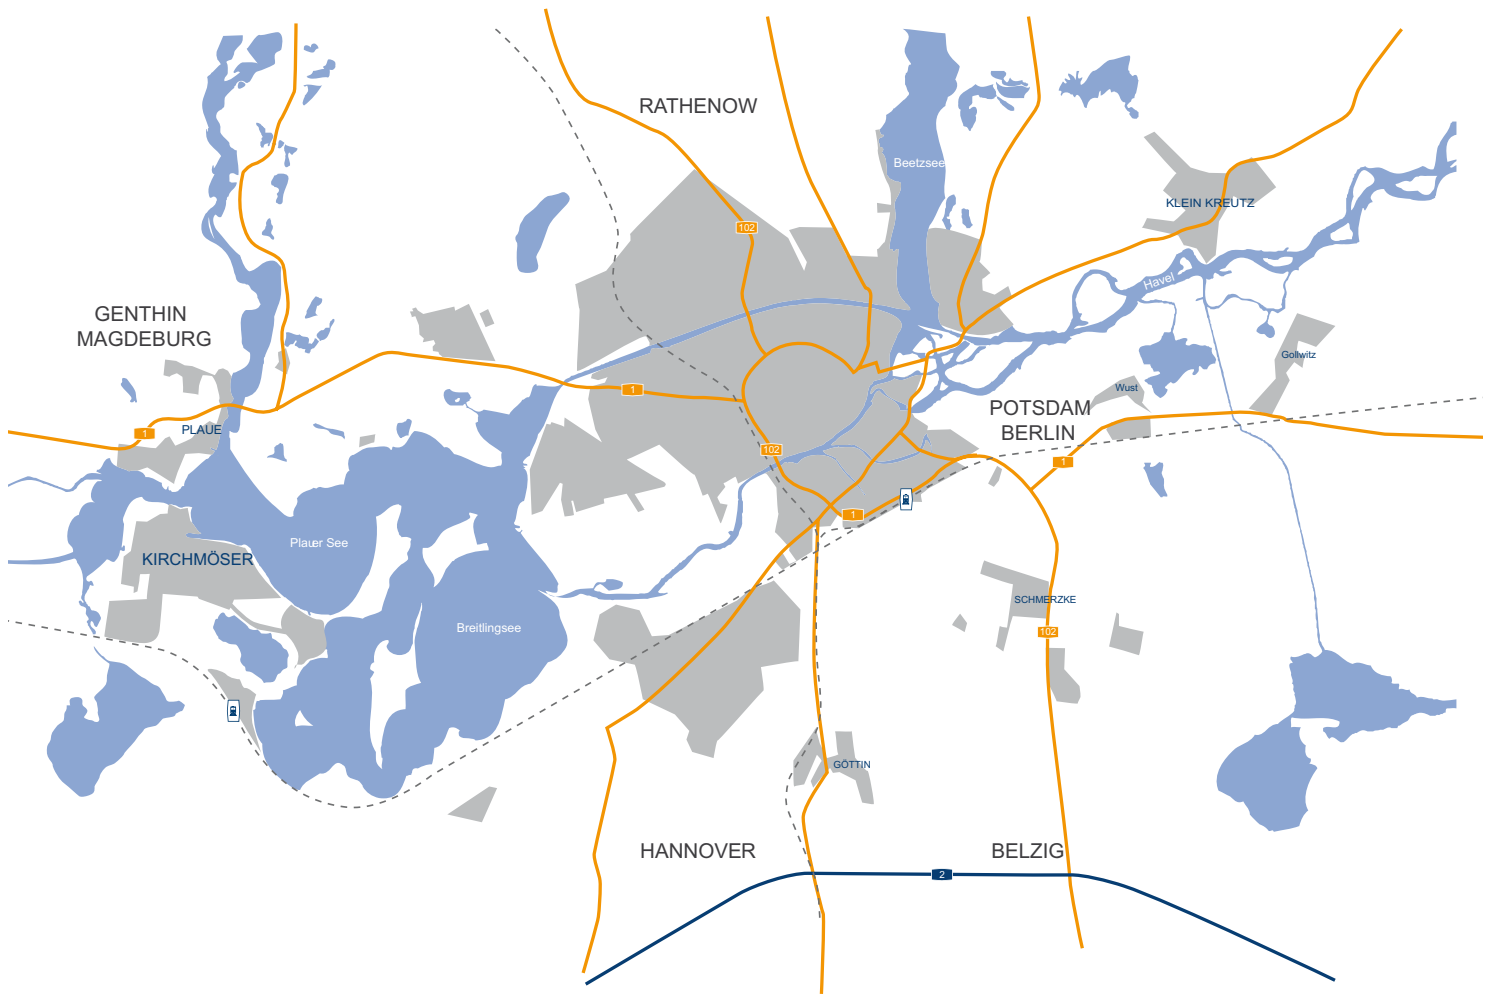 RATHENOW
Beetzsee
KLEIN KREUTZ
102
Havel
GENTHIN
MAGDEBURG
Gollwitz
1
Wust
POTSDAM
BERLIN
1
PLAUE
102
1
1
Plauer See
KIRCHMÖSER
SCHMERZKE
Breitlingsee
102
GÖTTIN
HANNOVER
BELZIG
2